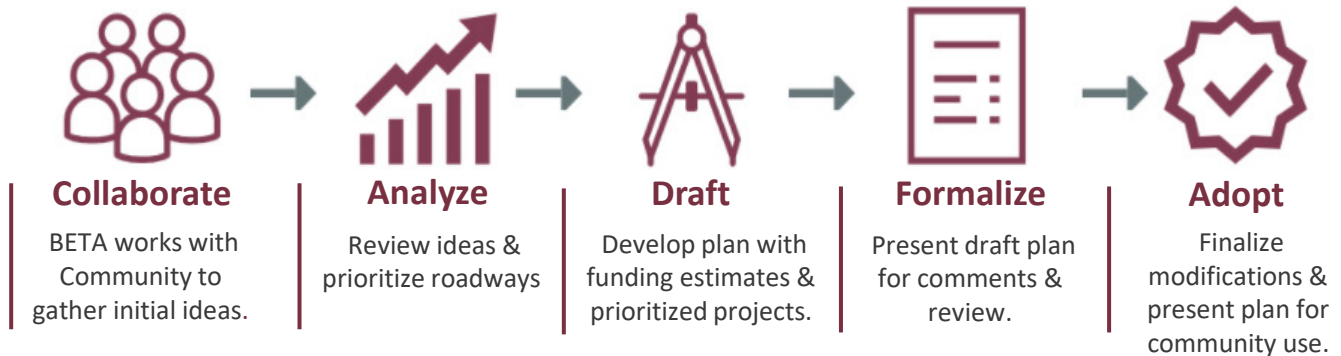 Collaborate
BETA works with
Community to
gather initial ideas.
Analyze
Review ideas &
prioritize roadways
Draft
Develop plan with
funding estimates &
prioritized projects.
Formalize
Present draft plan
for comments &
review.
Adopt
Finalize
modifications &
present plan for
community use.